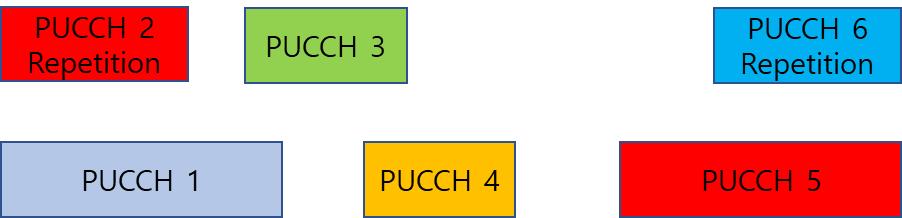 PUCCH 2
Repetition
PUCCH 3
PUCCH 6
Repetition
PUCCH 1
PUCCH 4
PUCCH 5